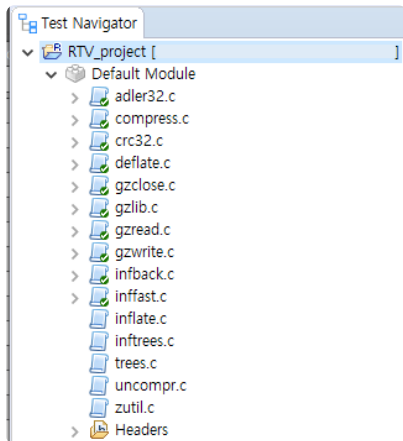 Test Navigator
RTV_project [ ]
Default Module
adler32.c
compress.c
crc32.c
deflate.c
gzclose.c
gzlib.c
gzread.c
gzwrite.c
infback.c
inffast.c
inflate.c
inftrees.c
trees.c
uncompr.c
zutil.c
Headers